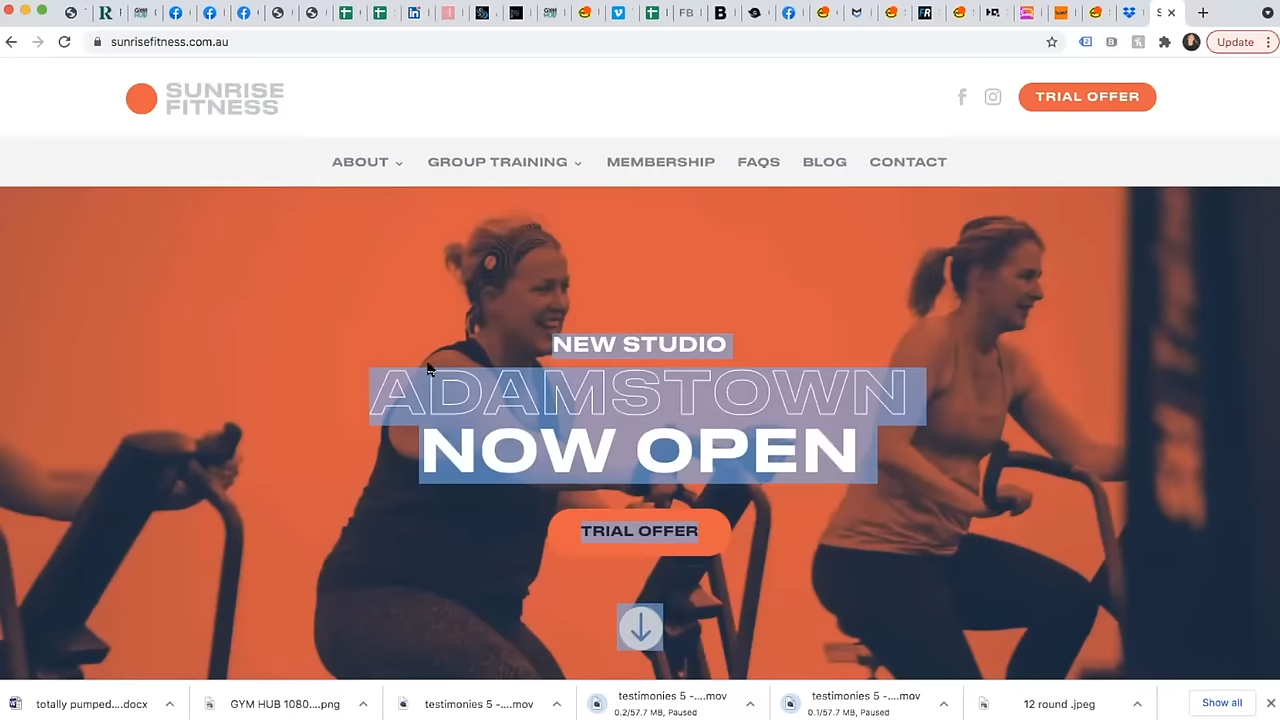 FB
sunrisefitness.com.au
Update
SUNRISE
FITNESS
TRIAL OFFER
ABOUT
GROUP TRAINING
MEMBERSHIP
FAQS
BLOG
CONTACT
NEW STUDIO
ADAMSTOWN
NOW OPEN
TRIAL OFFER
totally pumped....docx
GYM HUB 1080....png
testimonies 5 -....mov
testimonies 5 -....mov
0.2/57.7 MB, Paused
testimonies 5 -....mov
0.1/57.7 MB, Paused
12 round .jpeg
Show all